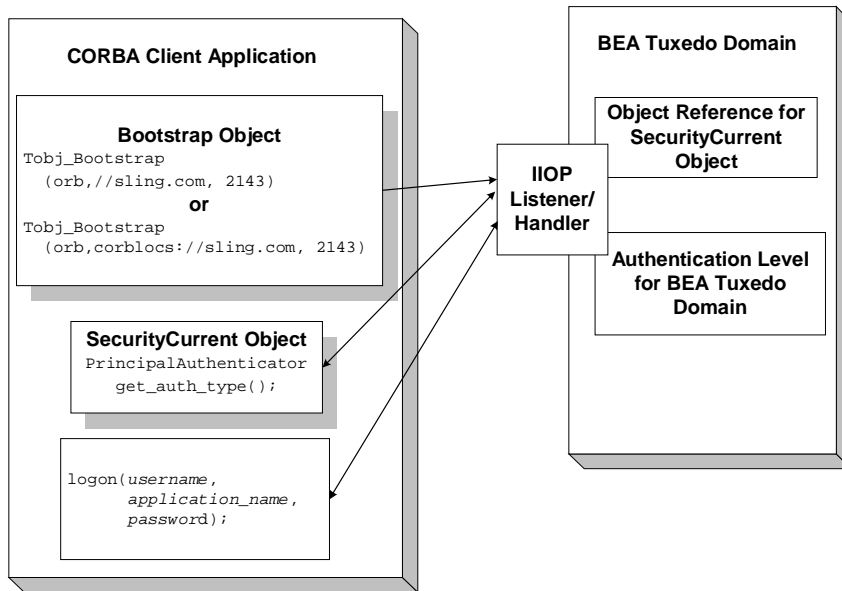 CORBA Client Application
Bootstrap Object
Tobj_Bootstrap
(orb,//sling.com, 2143)
or
Tobj_Bootstrap
(orb,corblocs://sling.com, 2143)
SecurityCurrent Object
PrincipalAuthenticator
get_auth_type();
logon(username,
application_name,
password);
IIOP
Listener/
Handler
BEA Tuxedo Domain
Object Reference for
SecurityCurrent
Object
Authentication Level
for BEA Tuxedo
Domain